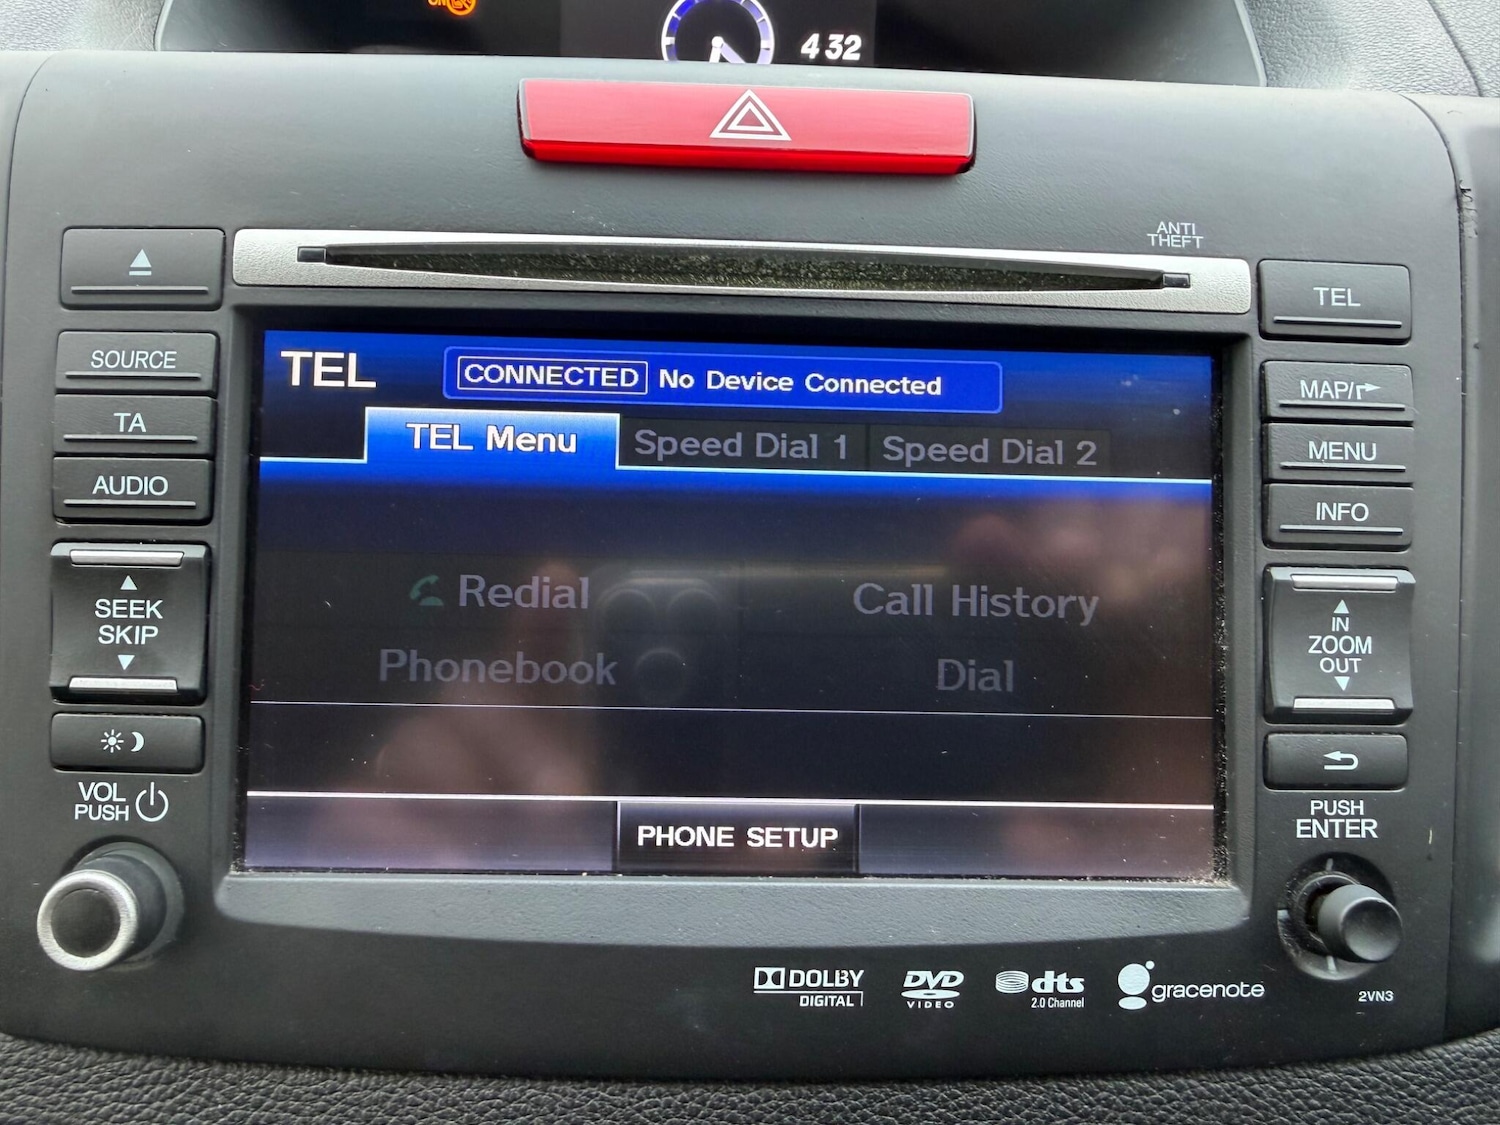 4 32
ANTI
THEFT
TEL
SOURCE
TA
AUDIO
SEEK
SKIP
VOL
PUSH
TEL
CONNECTED No Device Connected
TEL Menu Speed Dial 1 Speed Dial 2
Redial Call History
Phonebook Dial
PHONE SETUP
MAP/
MENU
INFO
IN
ZOOM
OUT
PUSH
ENTER
DOLBY
DIGITAL
DVD
VIDEO
dts
2.0 Channel
gracenote
2VN3